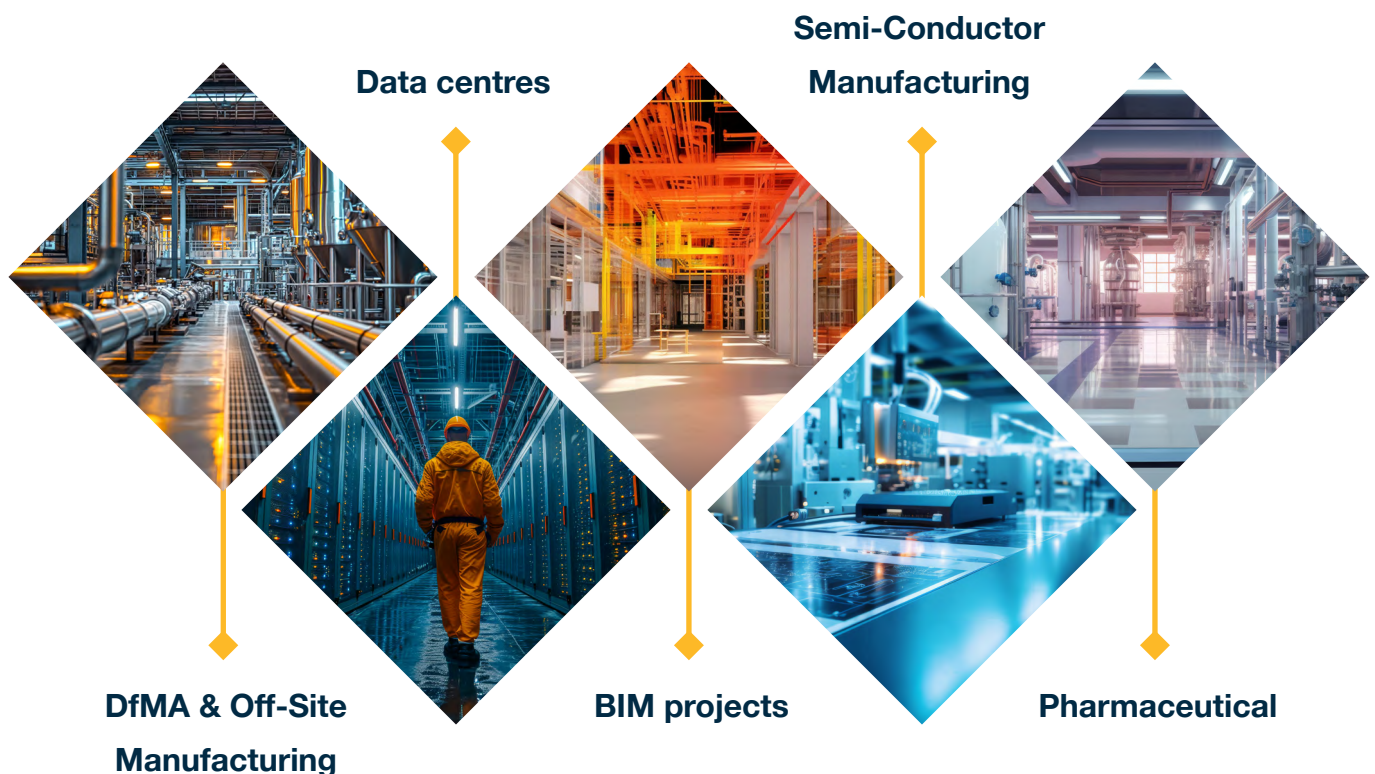 Semi-Conductor
Manufacturing
Data centres
DfMA & Off-Site
Manufacturing
BIM projects
Pharmaceutical